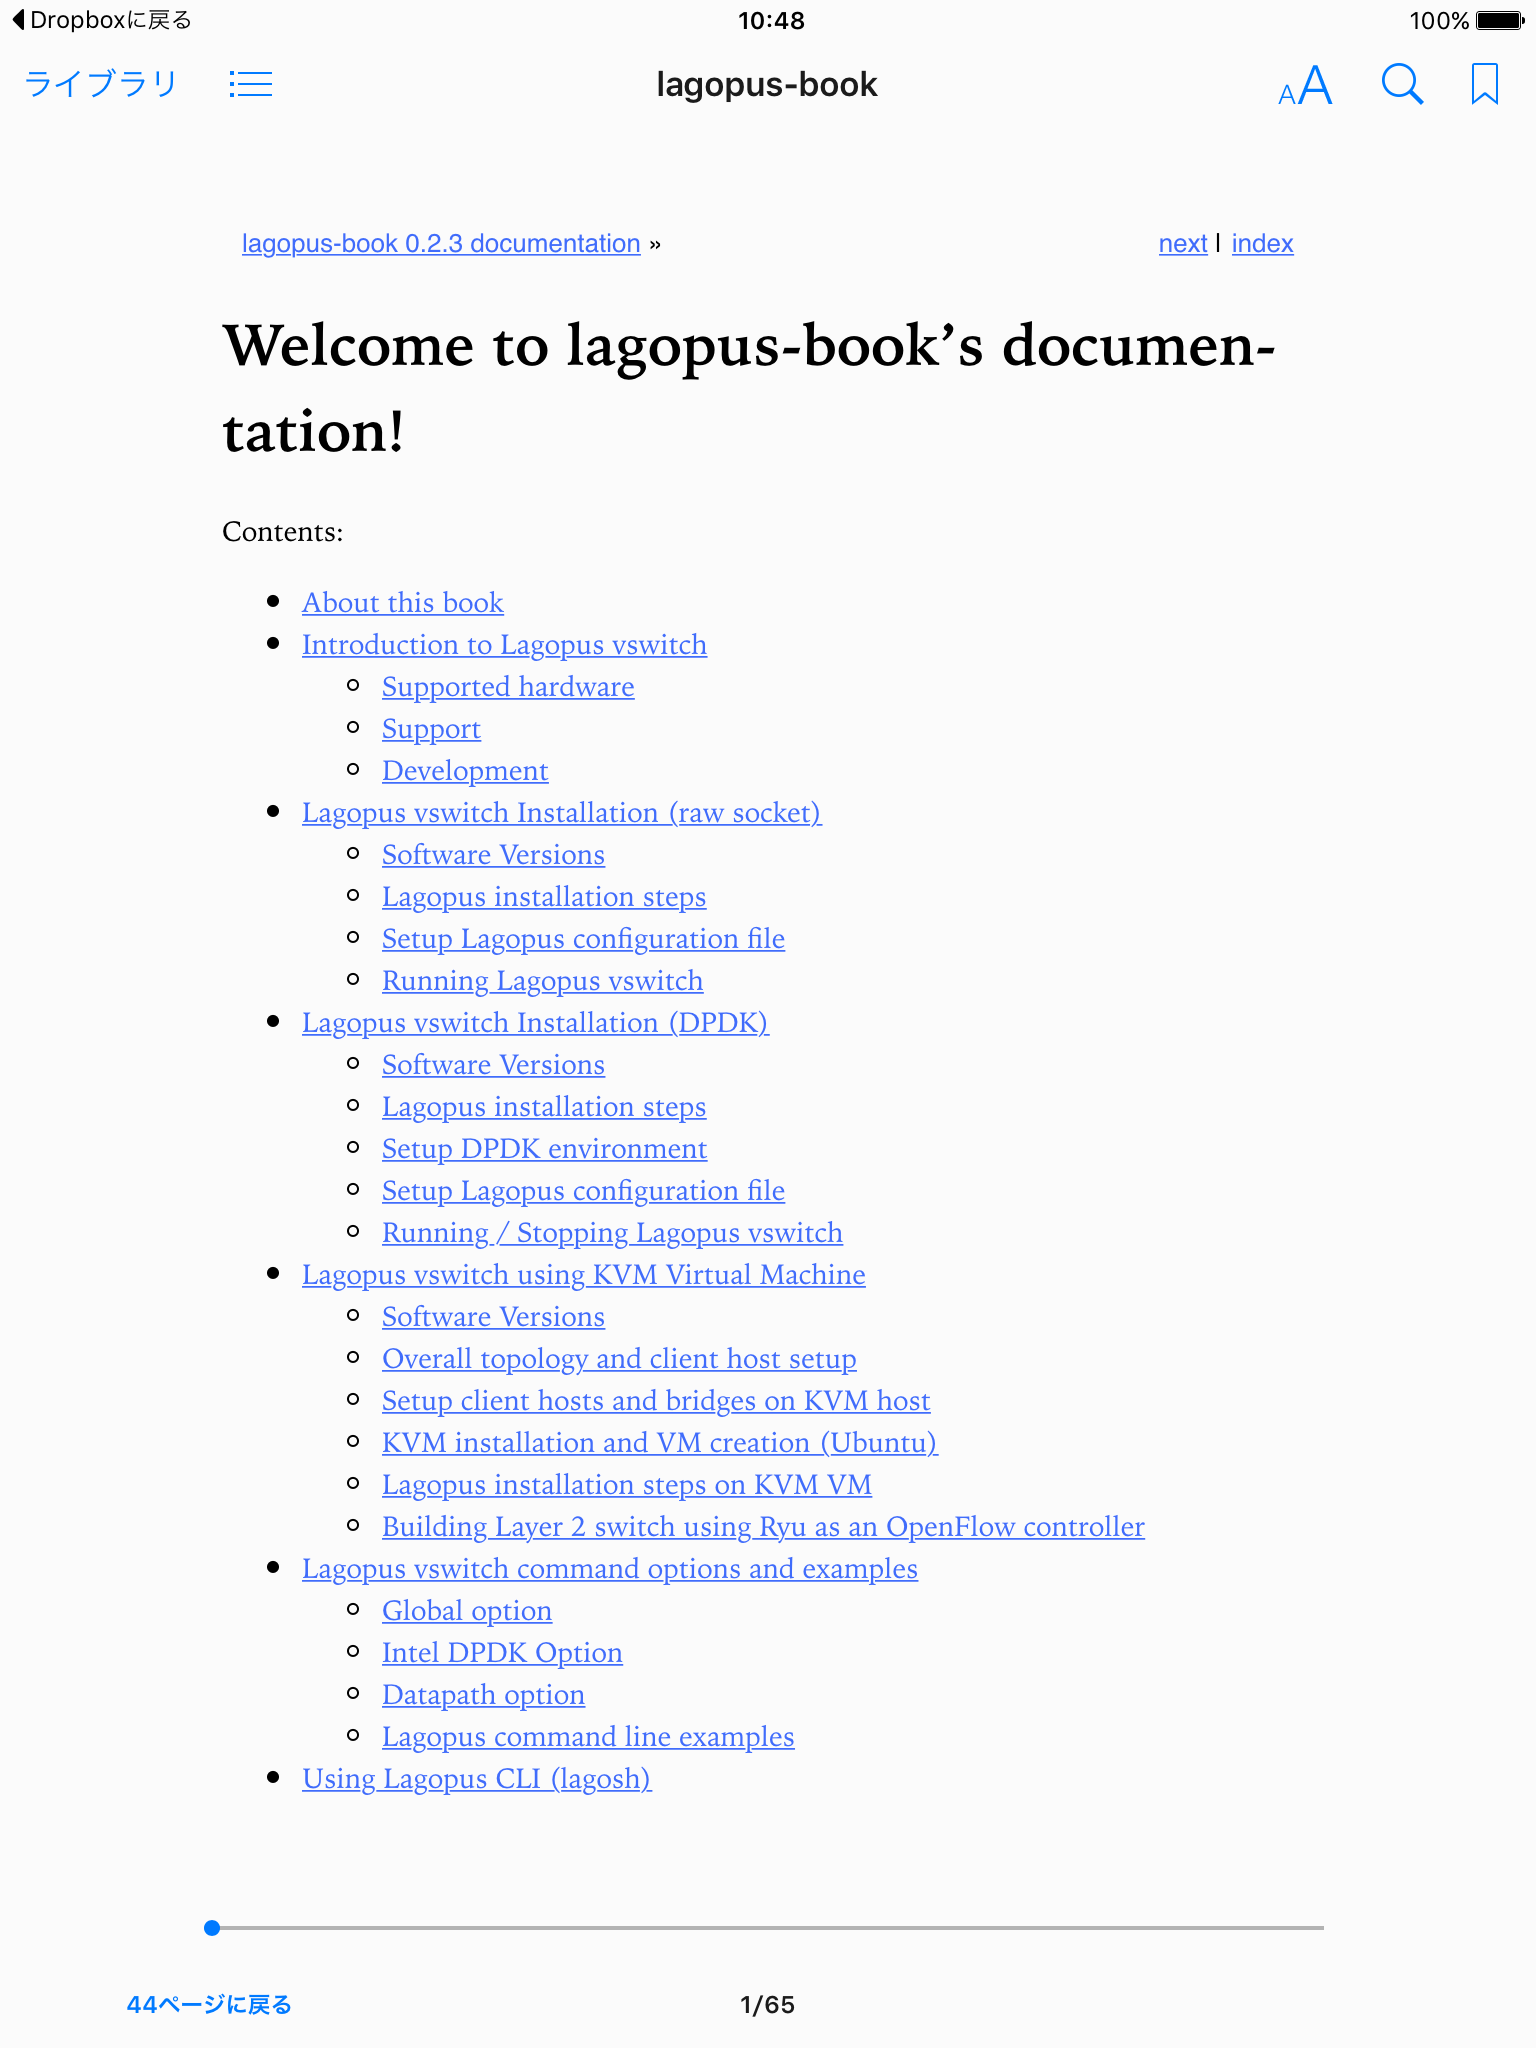 Dropboxに戻る 10:48 100%
ライブラリ lagopus-book AA
lagopus-book 0.2.3 documentation » next | index
Welcome to lagopus-book’s documen-
tation!
Contents:
About this book
Introduction to Lagopus vswitch
Supported hardware
Support
Development
Lagopus vswitch Installation (raw socket)
Software Versions
Lagopus installation steps
Setup Lagopus configuration file
Running Lagopus vswitch
Lagopus vswitch Installation (DPDK)
Software Versions
Lagopus installation steps
Setup DPDK environment
Setup Lagopus configuration file
Running / Stopping Lagopus vswitch
Lagopus vswitch using KVM Virtual Machine
Software Versions
Overall topology and client host setup
Setup client hosts and bridges on KVM host
KVM installation and VM creation (Ubuntu)
Lagopus installation steps on KVM VM
Building Layer 2 switch using Ryu as an OpenFlow controller
Lagopus vswitch command options and examples
Global option
Intel DPDK Option
Datapath option
Lagopus command line examples
Using Lagopus CLI (lagosh)
44ページに戻る 1/65